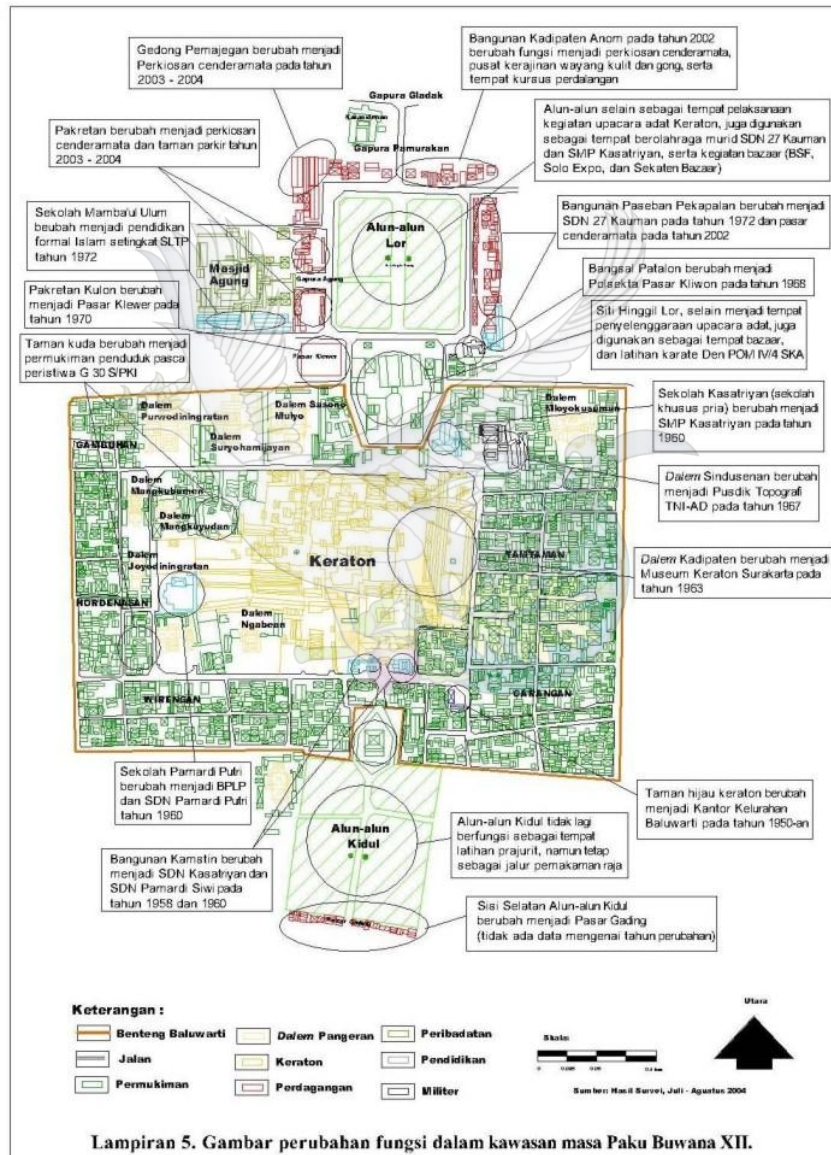 Gedong Pemajegan berubah menjadi
Perkiosan cenderamata pada tahun
2003 - 2004
Bangunan Kadipaten Anom pada tahun 2002
berubah fungsi menjadi perkiosan cenderamata,
pusat kerajinan wayang kulit dan gong, serta
tempat kursus perdalangan
Gapura Gladak
Gapura Pamurakan
Pakretan berubah menjadi perkiosan
cenderamata dan taman parkir tahun
2003 - 2004
Alun-alun selain sebagai tempat pelaksanaan
kegiatan upacara adat Keraton, juga digunakan
sebagai tempat berolahraga murid SDN 27 Kauman
dan SMP Kasatriyan, serta kegiatan bazaar (BSF,
Solo Expo, dan Sekaten Bazaar)
Sekolah Mamba'ul Ulum
beubah menjadi pendidikan
formal Islam setingkat SLTP
tahun 1972
Alun-alun
Lor
Bangunan Paseban Pekapalan berubah menjadi
SDN 27 Kauman pada tahun 1972 dan pasar
cenderamata pada tahun 2002
Masjid
Agung
Gapura Agung
Pakretan Kulon berubah
menjadi Pasar Klewer pada
tahun 1970
Bangsal Patalon berubah menjadi
Polsekta Pasar Kliwon pada tahun 1968
Siti Hinggil Lor, selain menjadi tempat
penyelenggaraan upacara adat, juga
digunakan sebagai tempat bazaar,
dan latihan karate Den POM IV/4 SKA
Pasar Klewer
Taman kuda berubah menjadi
permukiman penduduk pasca
peristiwa G 30 S/PKI
Dalem
Purwodiningratan
Dalem Sasono
Mulyo
Dalem
Suryohamijayan
Dalem
Mloyokusuman
GAMBUHAN
Sekolah Kasatriyan (sekolah
khusus pria) berubah menjadi
SMP Kasatriyan pada tahun
1960
Dalem
Mangkubumen
Dalem
Mangkuyudan
Dalem Sindusenan berubah
menjadi Pusdik Topografi
TNI-AD pada tahun 1967
Dalem
Joyodiningratan
Keraton
TAMTAMAN
Dalem Kadipaten berubah menjadi
Museum Keraton Surakarta pada
tahun 1963
NORDENASAN
Dalem
Ngabean
WIRENGAN
CARANGAN
Sekolah Pamardi Putri
berubah menjadi BPLP
dan SDN Pamardi Putri
tahun 1960
Taman hijau keraton berubah
menjadi Kantor Kelurahan
Baluwarti pada tahun 1950-an
Alun-alun
Kidul
Alun-alun Kidul tidak lagi
berfungsi sebagai tempat
latihan prajurit, namun tetap
sebagai jalur pemakaman raja
Bangunan Kamstin berubah
menjadi SDN Kasatriyan dan
SDN Pamardi Siwi pada
tahun 1958 dan 1960
Sisi Selatan Alun-alun Kidul
berubah menjadi Pasar Gading
(tidak ada data mengenai tahun perubahan)
Pasar Gading
Keterangan :
Benteng Baluwarti
Jalan
Permukiman
Dalem Pangeran
Keraton
Perdagangan
Peribadatan
Pendidikan
Militer
Skala:
Utara
Sumber: Hasil Survei, Juli - Agustus 2004
Lampiran 5. Gambar perubahan fungsi dalam kawasan masa Paku Buwana XII.